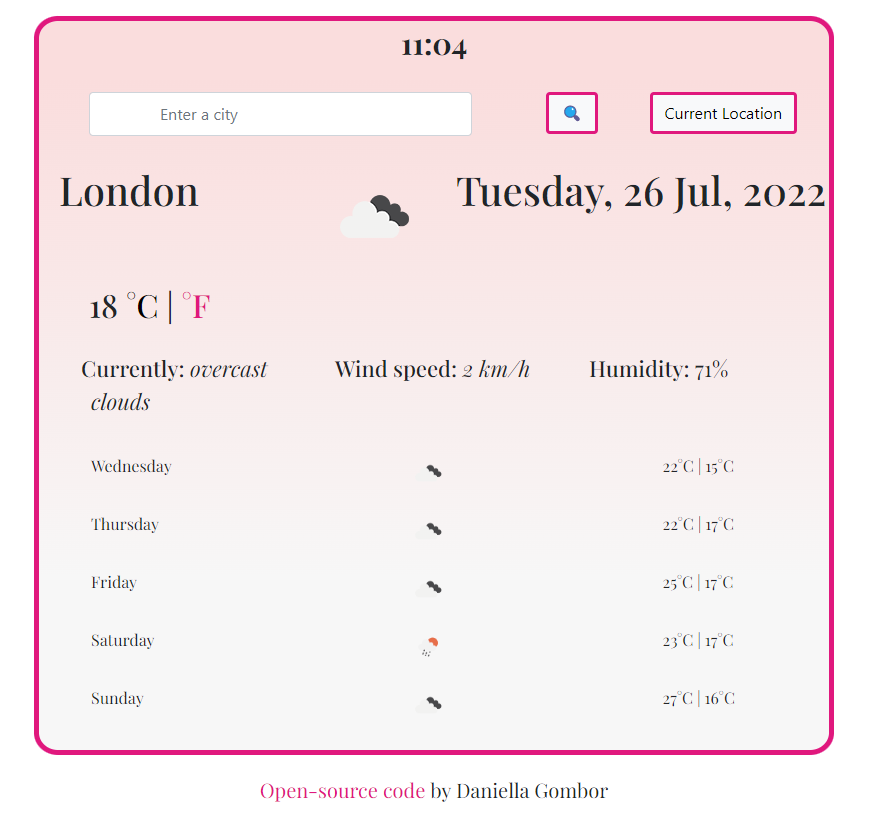 11:04
Enter a city
Current Location
London
Tuesday, 26 Jul, 2022
18 °C | °F
Currently: overcast clouds
Wind speed: 2 km/h
Humidity: 71%
Wednesday 22°C | 15°C
Thursday 22°C | 17°C
Friday 25°C | 17°C
Saturday 23°C | 17°C
Sunday 27°C | 16°C
Open-source code by Daniella Gombor